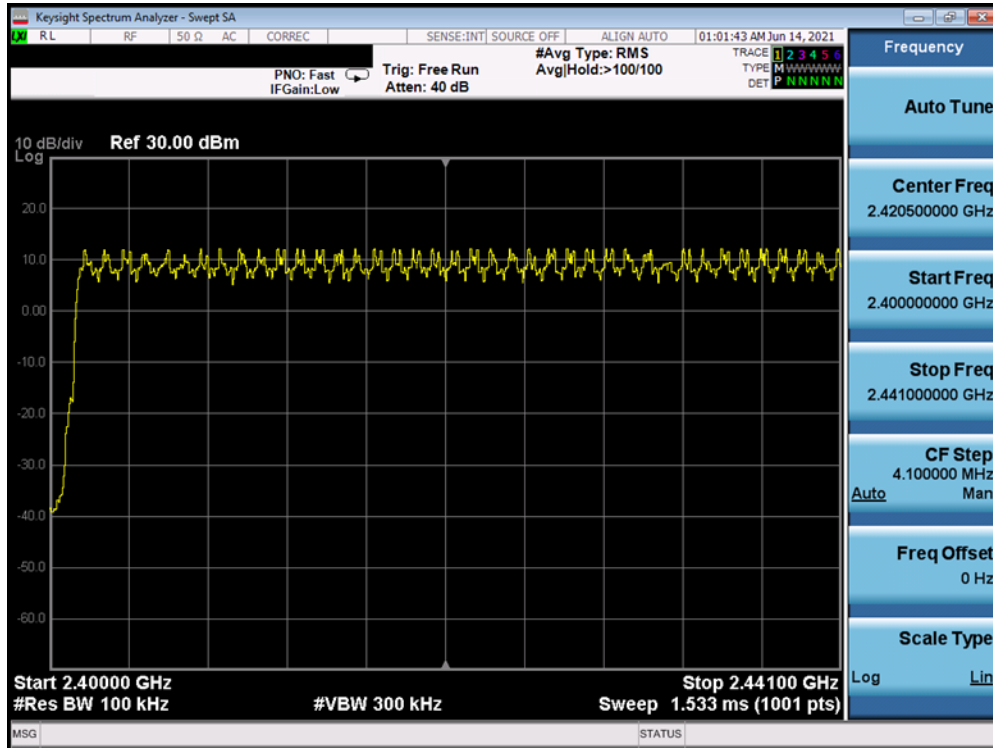 Keysight Spectrum Analyzer - Swept SA
LXI RL RF 50 Ω AC CORREC SENSE:INT SOURCE OFF ALIGN AUTO 01:01:43 AM Jun 14, 2021
PNO: Fast
IFGain:Low
Trig: Free Run
Atten: 40 dB
#Avg Type: RMS
Avg|Hold:>100/100
TRACE 1 2 3 4 5 6
TYPE M WWWWW
DET P N N N N N
10 dB/div
Log
Ref 30.00 dBm
20.0
10.0
0.00
-10.0
-20.0
-30.0
-40.0
-50.0
-60.0
Start 2.40000 GHz
#Res BW 100 kHz
#VBW 300 kHz
Stop 2.44100 GHz
Sweep 1.533 ms (1001 pts)
MSG
STATUS
Frequency
Auto Tune
Center Freq
2.420500000 GHz
Start Freq
2.400000000 GHz
Stop Freq
2.441000000 GHz
CF Step
4.100000 MHz
Auto Man
Freq Offset
0 Hz
Scale Type
Log Lin